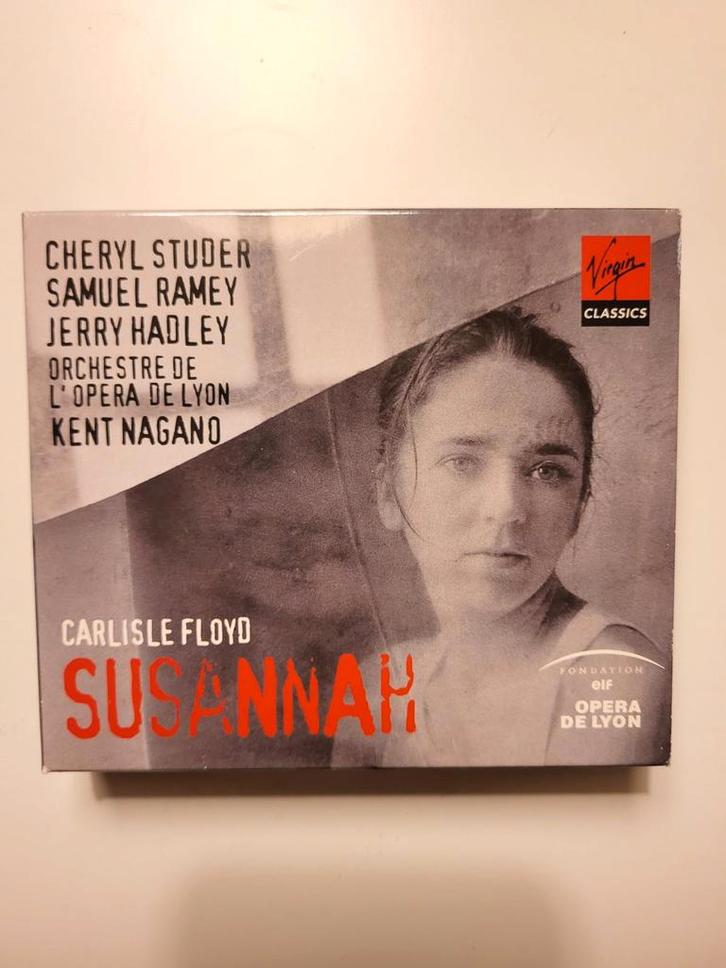 CHERYL STUDER
SAMUEL RAMEY
JERRY HADLEY
ORCHESTRE DE
L'OPERA DE LYON
KENT NAGANO
Virgin
CLASSICS
CARLISLE FLOYD
SUSANNAH
FONDATION
elf
OPERA
DE LYON